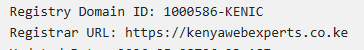 Registry Domain ID: 1000586-KENIC
Registrar URL: https://kenyawebexperts.co.ke